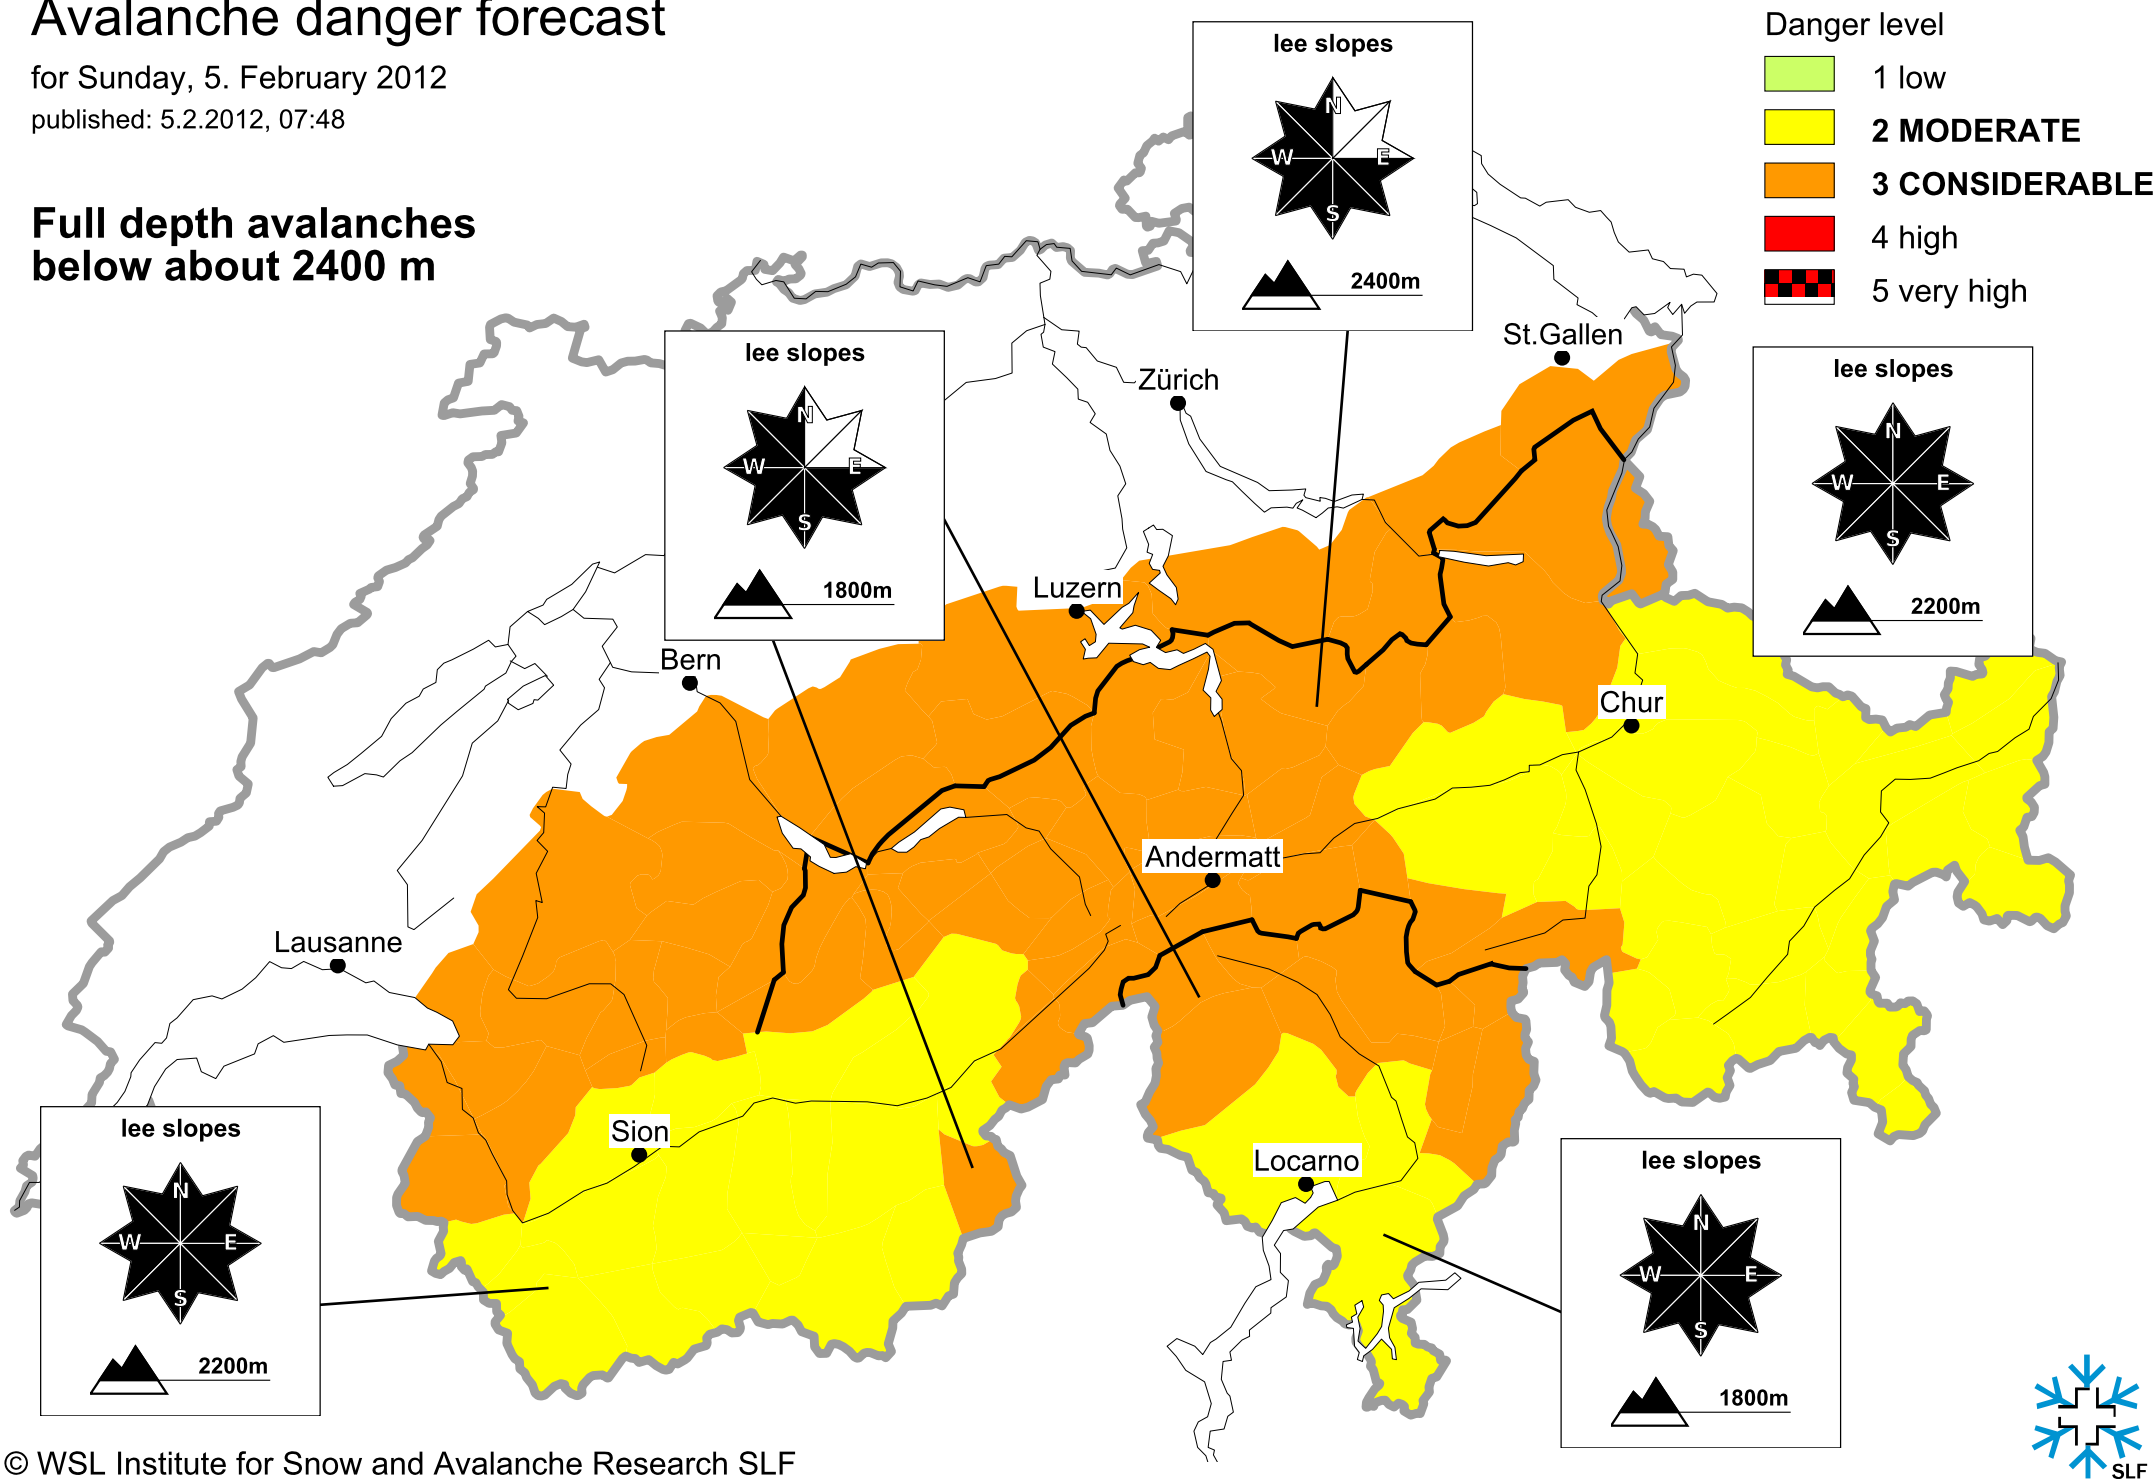 Avalanche danger forecast
for Sunday, 5. February 2012
published: 5.2.2012, 07:48
Full depth avalanches
below about 2400 m
Danger level
1 low
2 MODERATE
3 CONSIDERABLE
4 high
5 very high
lee slopes
N
W E
S
2400m
lee slopes
N
W E
S
1800m
lee slopes
N
W E
S
2200m
St.Gallen
Zürich
Luzern
Bern
Chur
Andermatt
Lausanne
Sion
Locarno
lee slopes
N
W E
S
2200m
lee slopes
N
W E
S
1800m
© WSL Institute for Snow and Avalanche Research SLF
SLF